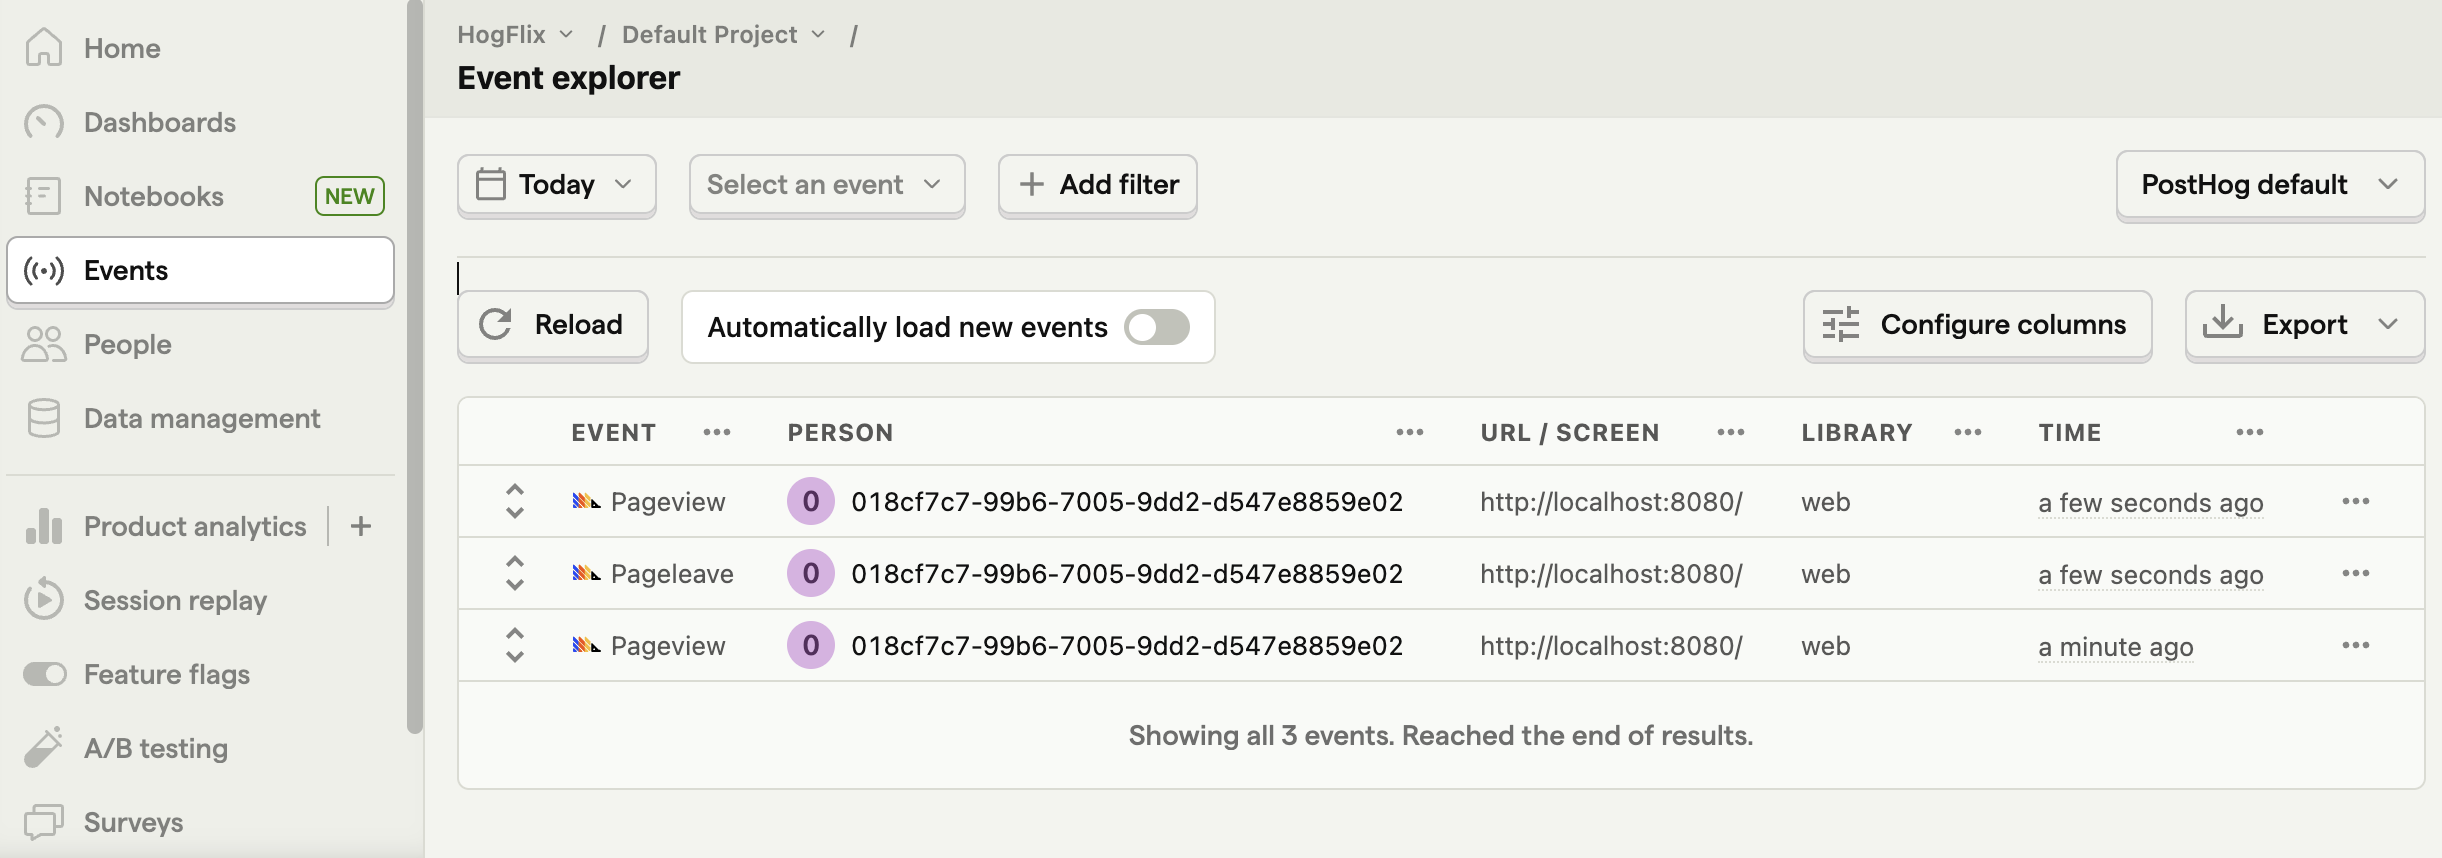 Home
Dashboards
Notebooks NEW
Events
People
Data management
Product analytics +
Session replay
Feature flags
A/B testing
Surveys
HogFlix / Default Project /
Event explorer
Today Select an event + Add filter PostHog default
Reload Automatically load new events Configure columns Export
EVENT PERSON URL / SCREEN LIBRARY TIME
Pageview 0 018cf7c7-99b6-7005-9dd2-d547e8859e02 http://localhost:8080/ web a few seconds ago
Pageleave 0 018cf7c7-99b6-7005-9dd2-d547e8859e02 http://localhost:8080/ web a few seconds ago
Pageview 0 018cf7c7-99b6-7005-9dd2-d547e8859e02 http://localhost:8080/ web a minute ago
Showing all 3 events. Reached the end of results.